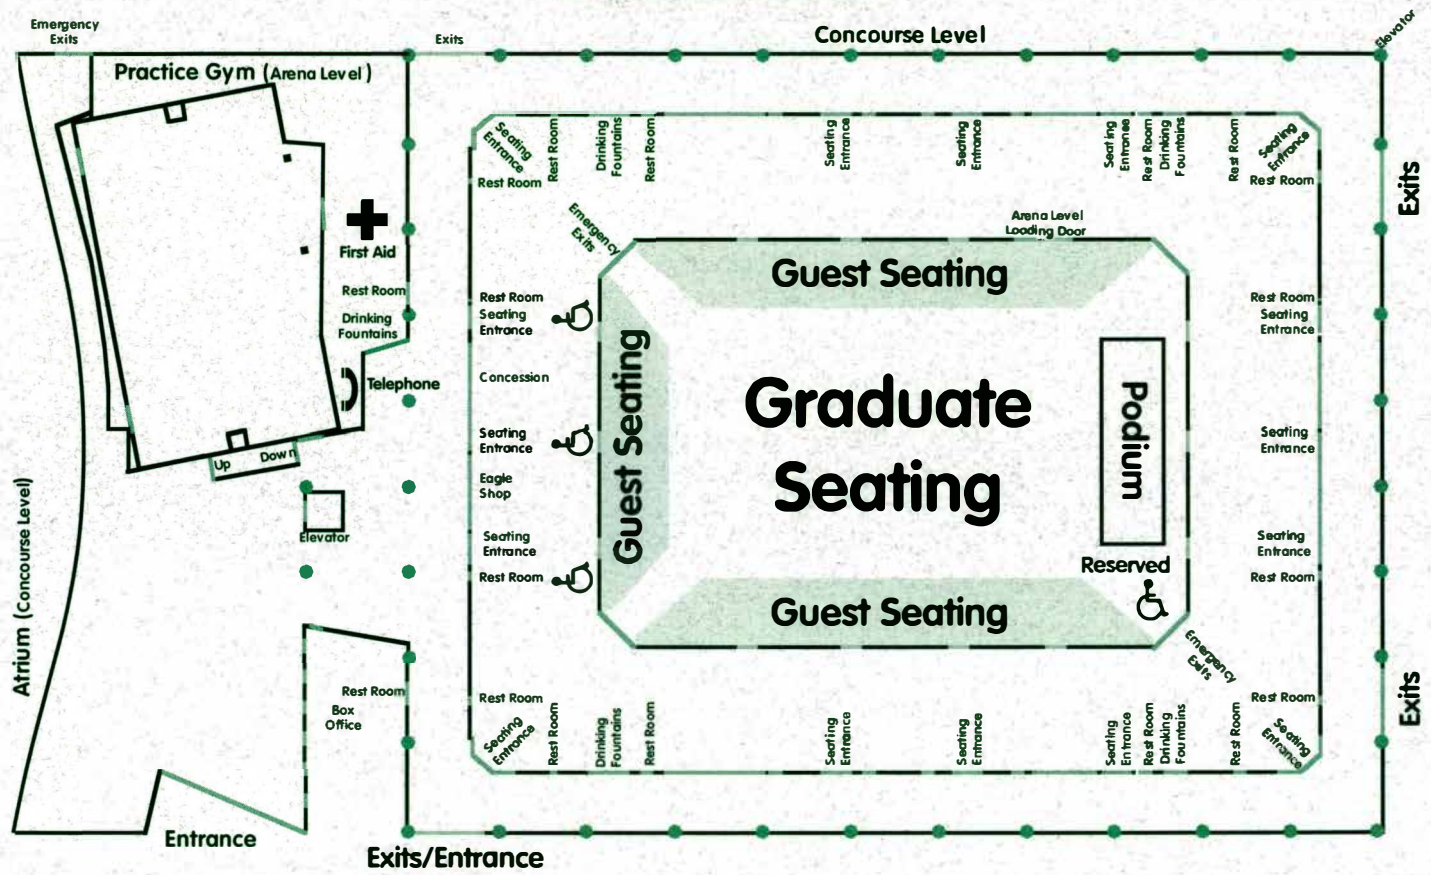 Emergency
Exits
Exits
Concourse Level
Elevator
Practice Gym (Arena Level)
Seating
Entrance
Rest Room
Drinking
Fountains
Rest Room
Seating
Entrance
Seating
Entrance
Seating
Entrance
Rest Room
Drinking
Fountains
Rest Room
Seating
Entrance
Rest Room
Rest Room
Exits
Emergency
Exits
Arena Level
Loading Door
First Aid
Guest Seating
Rest Room
Rest Room
Seating
Entrance
Rest Room
Seating
Entrance
Drinking
Fountains
Telephone
Concession
Guest Seating
Graduate
Seating
Podium
Seating
Entrance
Seating
Entrance
Up
Down
Eagle
Shop
Elevator
Seating
Entrance
Seating
Entrance
Rest Room
Reserved
Rest Room
Guest Seating
Atrium (Concourse Level)
Emergency
Exits
Rest Room
Box
Office
Rest Room
Rest Room
Exits
Seating
Entrance
Rest Room
Drinking
Fountains
Rest Room
Seating
Entrance
Seating
Entrance
Seating
Entrance
Rest Room
Drinking
Fountains
Rest Room
Seating
Entrance
Entrance
Exits/Entrance